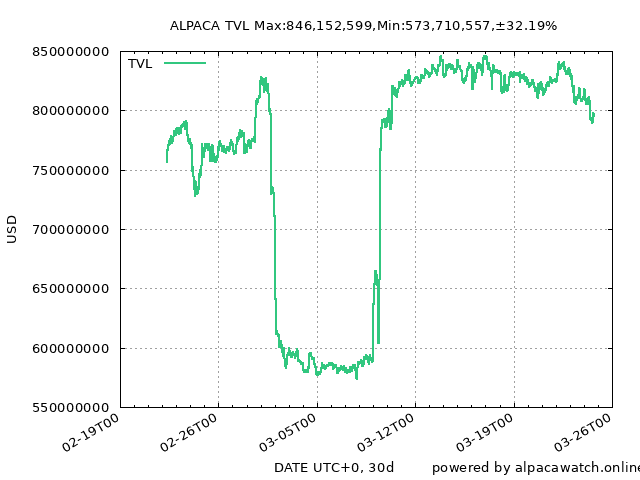 ALPACA TVL Max:846,152,599,Min:573,710,557,±32.19%
TVL
850000000
800000000
750000000
700000000
650000000
600000000
550000000
USD
02-19T00
02-26T00
03-05T00
03-12T00
03-19T00
03-26T00
DATE UTC+0, 30d
powered by alpacawatch.online